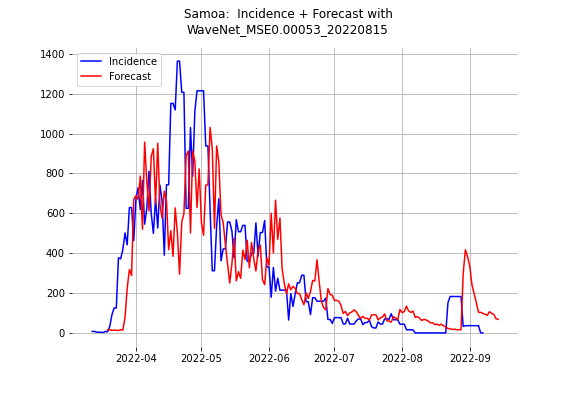 Samoa:  Incidence + Forecast with
WaveNet_MSE0.00053_20220815
Incidence
Forecast
1400
1200
1000
800
600
400
200
0
2022-04 2022-05 2022-06 2022-07 2022-08 2022-09